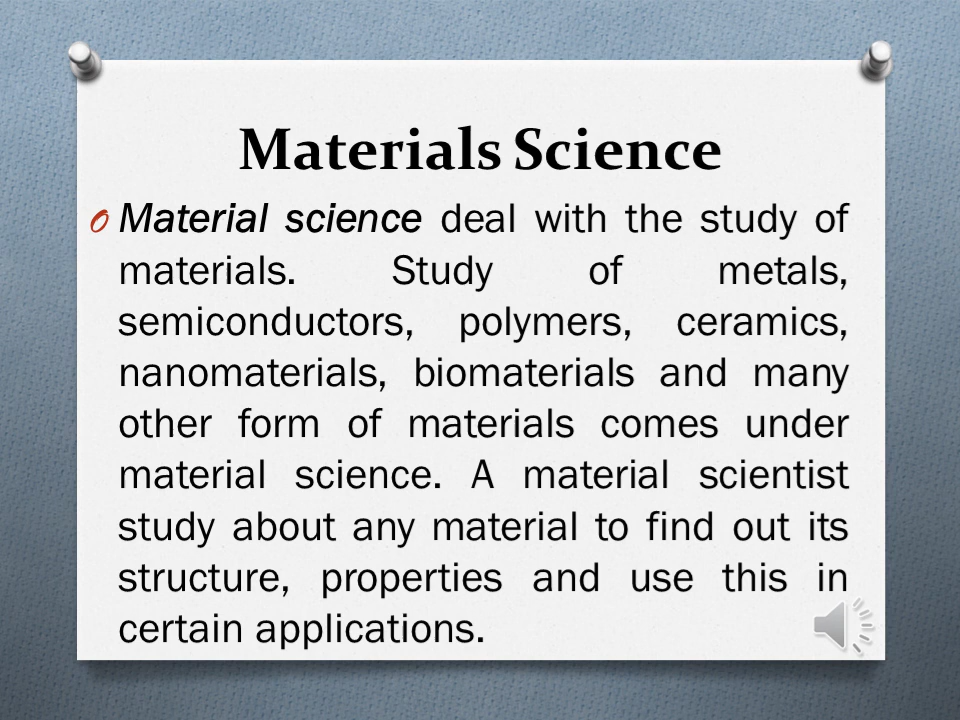 Materials Science
Material science deal with the study of
materials. Study of metals,
semiconductors, polymers, ceramics,
nanomaterials, biomaterials and many
other form of materials comes under
material science. A material scientist
study about any material to find out its
structure, properties and use this in
certain applications.